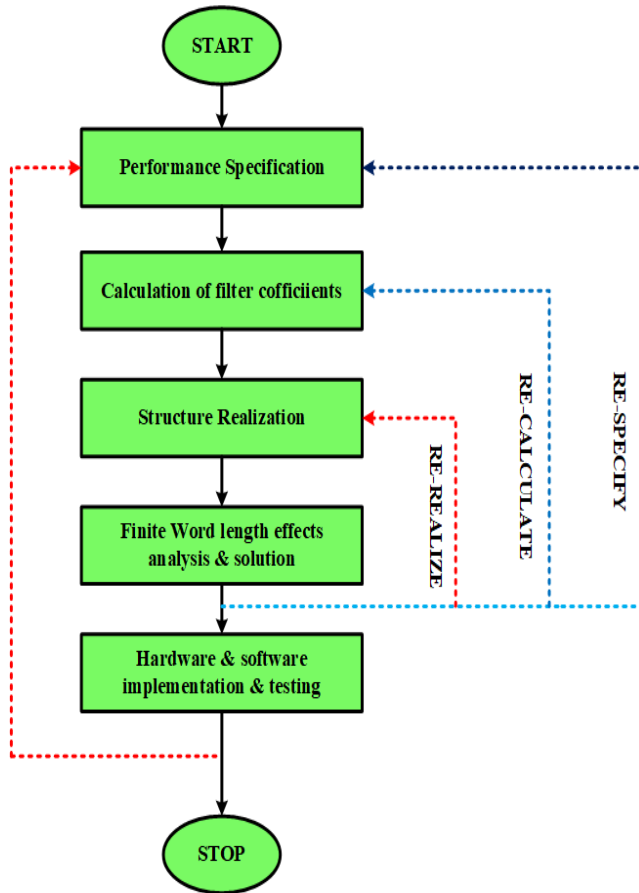 START
Performance Specification
Calculation of filter cofficiients
Structure Realization
Finite Word length effects
analysis & solution
Hardware & software
implementation & testing
STOP
RE-REALIZE
RE-CALCULATE
RE-SPECIFY